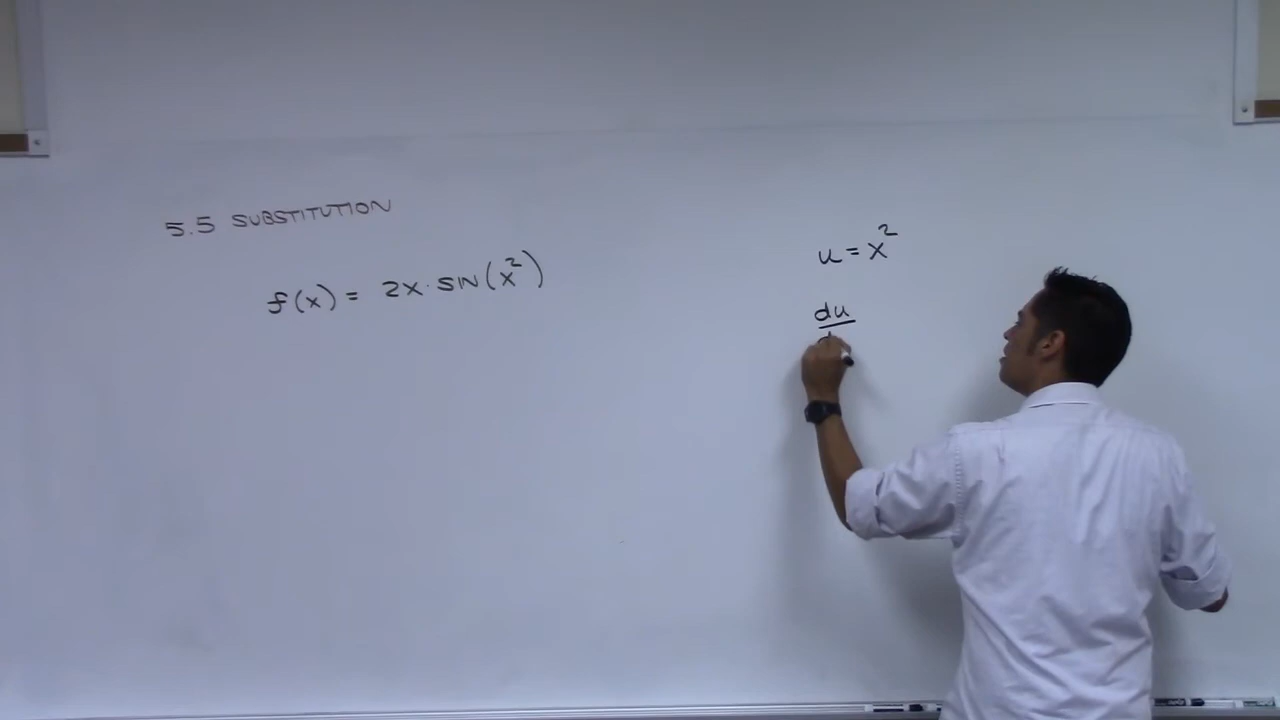 5.5 SUBSTITUTION
f(x) = 2x · SIN(x²)
u = x²
du